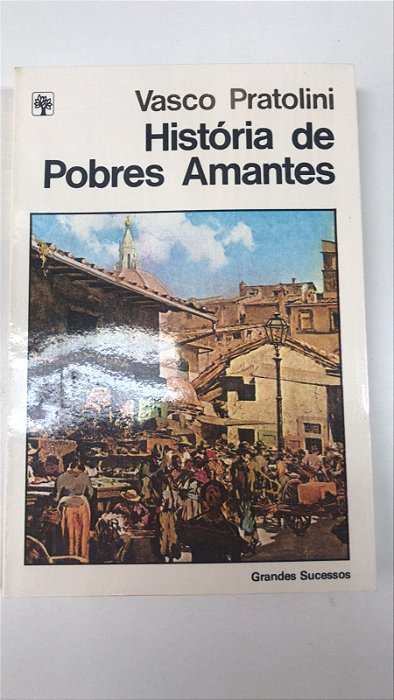 Vasco Pratolini
História de
Pobres Amantes
Grandes Sucessos